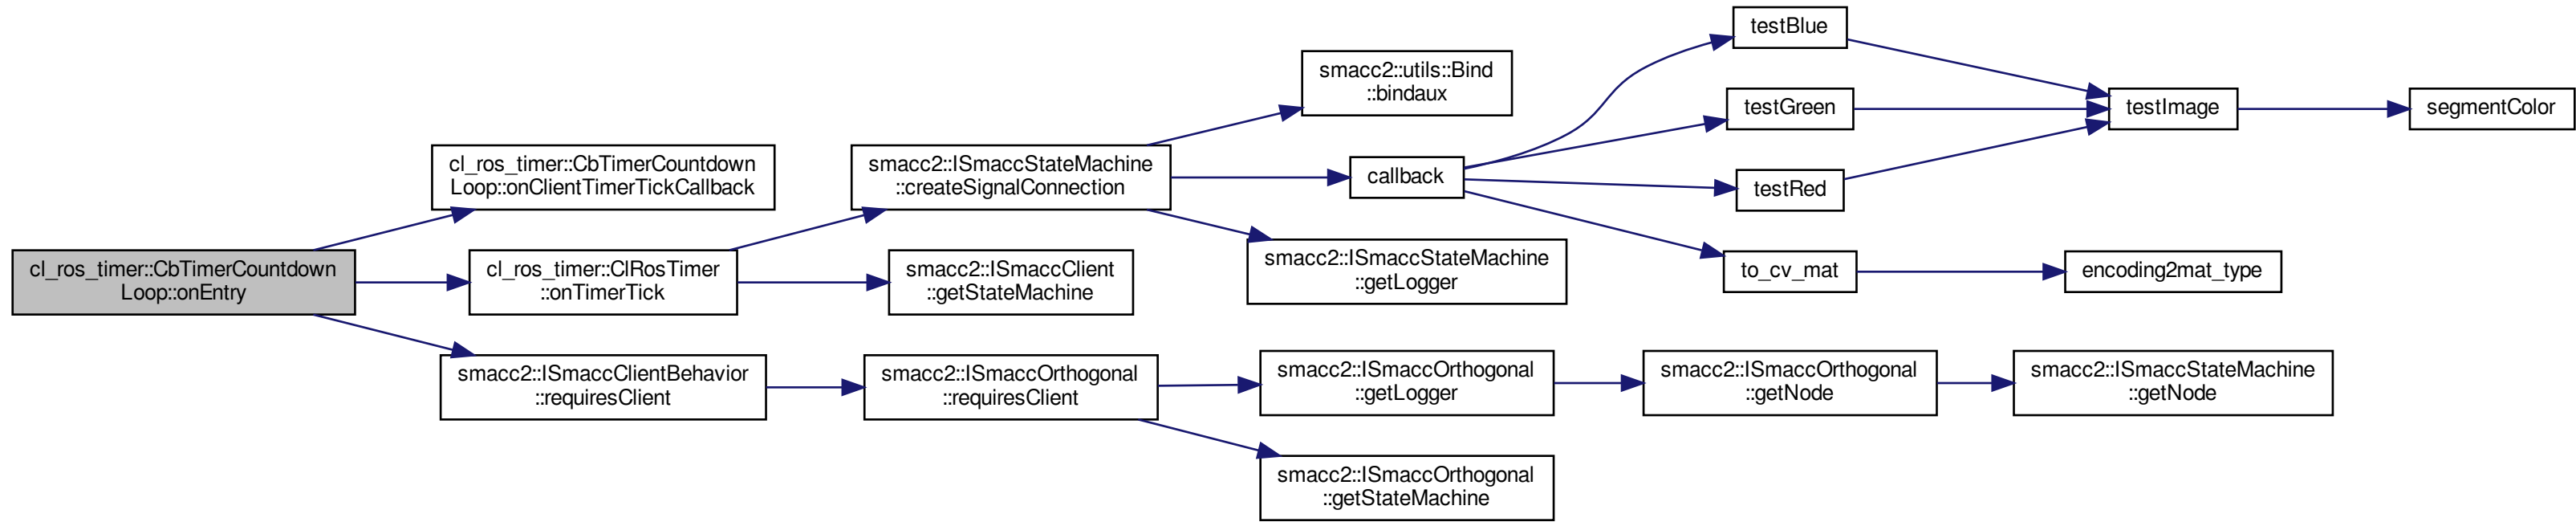 cl_ros_timer::CbTimerCountdown
Loop::onEntry
cl_ros_timer::CbTimerCountdown
Loop::onClientTimerTickCallback
cl_ros_timer::ClRosTimer
::onTimerTick
smacc2::ISmaccClientBehavior
::requiresClient
smacc2::ISmaccStateMachine
::createSignalConnection
smacc2::ISmaccClient
::getStateMachine
smacc2::ISmaccOrthogonal
::requiresClient
smacc2::utils::Bind
::bindaux
callback
smacc2::ISmaccStateMachine
::getLogger
smacc2::ISmaccOrthogonal
::getLogger
smacc2::ISmaccOrthogonal
::getStateMachine
testBlue
testGreen
testRed
to_cv_mat
smacc2::ISmaccOrthogonal
::getNode
testImage
encoding2mat_type
smacc2::ISmaccStateMachine
::getNode
segmentColor